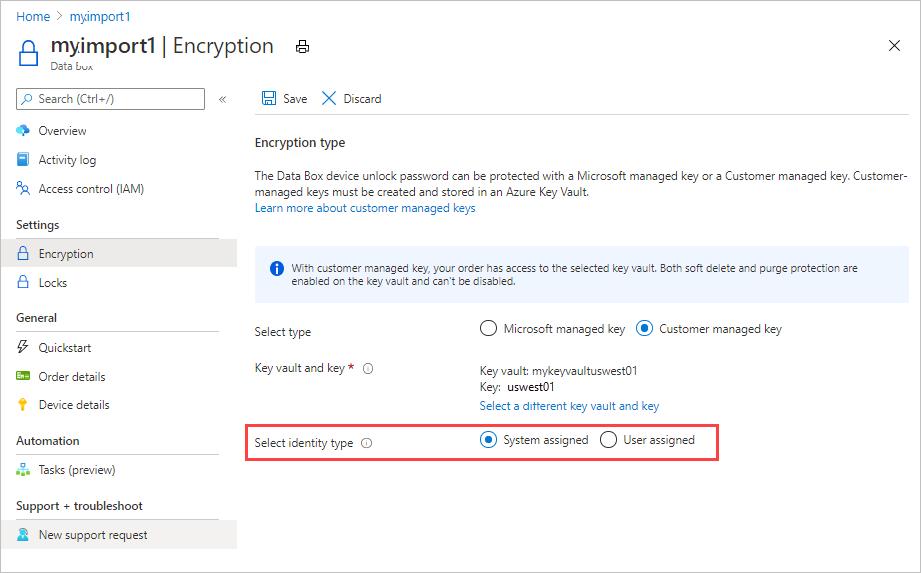 Home > myimport1
myimport1 | Encryption
Data box
Search (Ctrl+/)
«
Overview
Activity log
Access control (IAM)
Settings
Encryption
Locks
General
Quickstart
Order details
Device details
Automation
Tasks (preview)
Support + troubleshoot
New support request
Save Discard
Encryption type
The Data Box device unlock password can be protected with a Microsoft managed key or a Customer managed key. Customer-
managed keys must be created and stored in an Azure Key Vault.
Learn more about customer managed keys
With customer managed key, your order has access to the selected key vault. Both soft delete and purge protection are
enabled on the key vault and can't be disabled.
Select type Microsoft managed key Customer managed key
Key vault and key *
Key vault: mykeyvaultuswest01
Key: uswest01
Select a different key vault and key
Select identity type System assigned User assigned